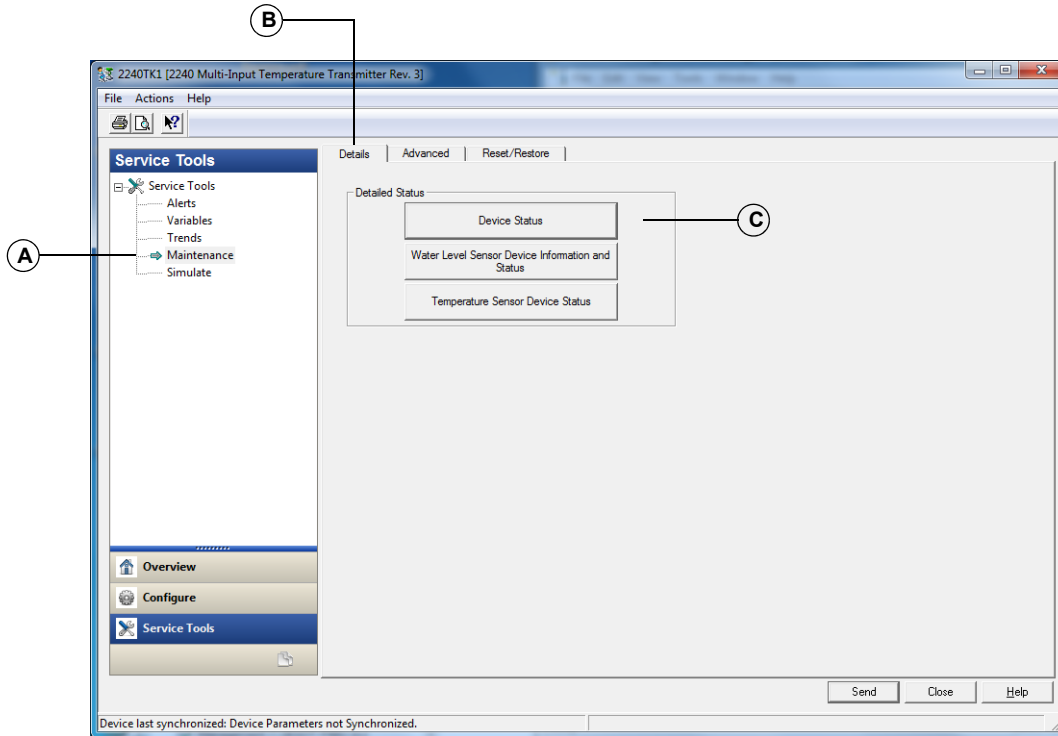 B
2240TK1 [2240 Multi-Input Temperature Transmitter Rev. 3]
File Actions Help
Service Tools
Details Advanced Reset/Restore
Service Tools
Alerts
Variables
Trends
Maintenance
Simulate
A
Detailed Status
Device Status
C
Water Level Sensor Device Information and
Status
Temperature Sensor Device Status
Overview
Configure
Service Tools
Send Close Help
Device last synchronized: Device Parameters not Synchronized.